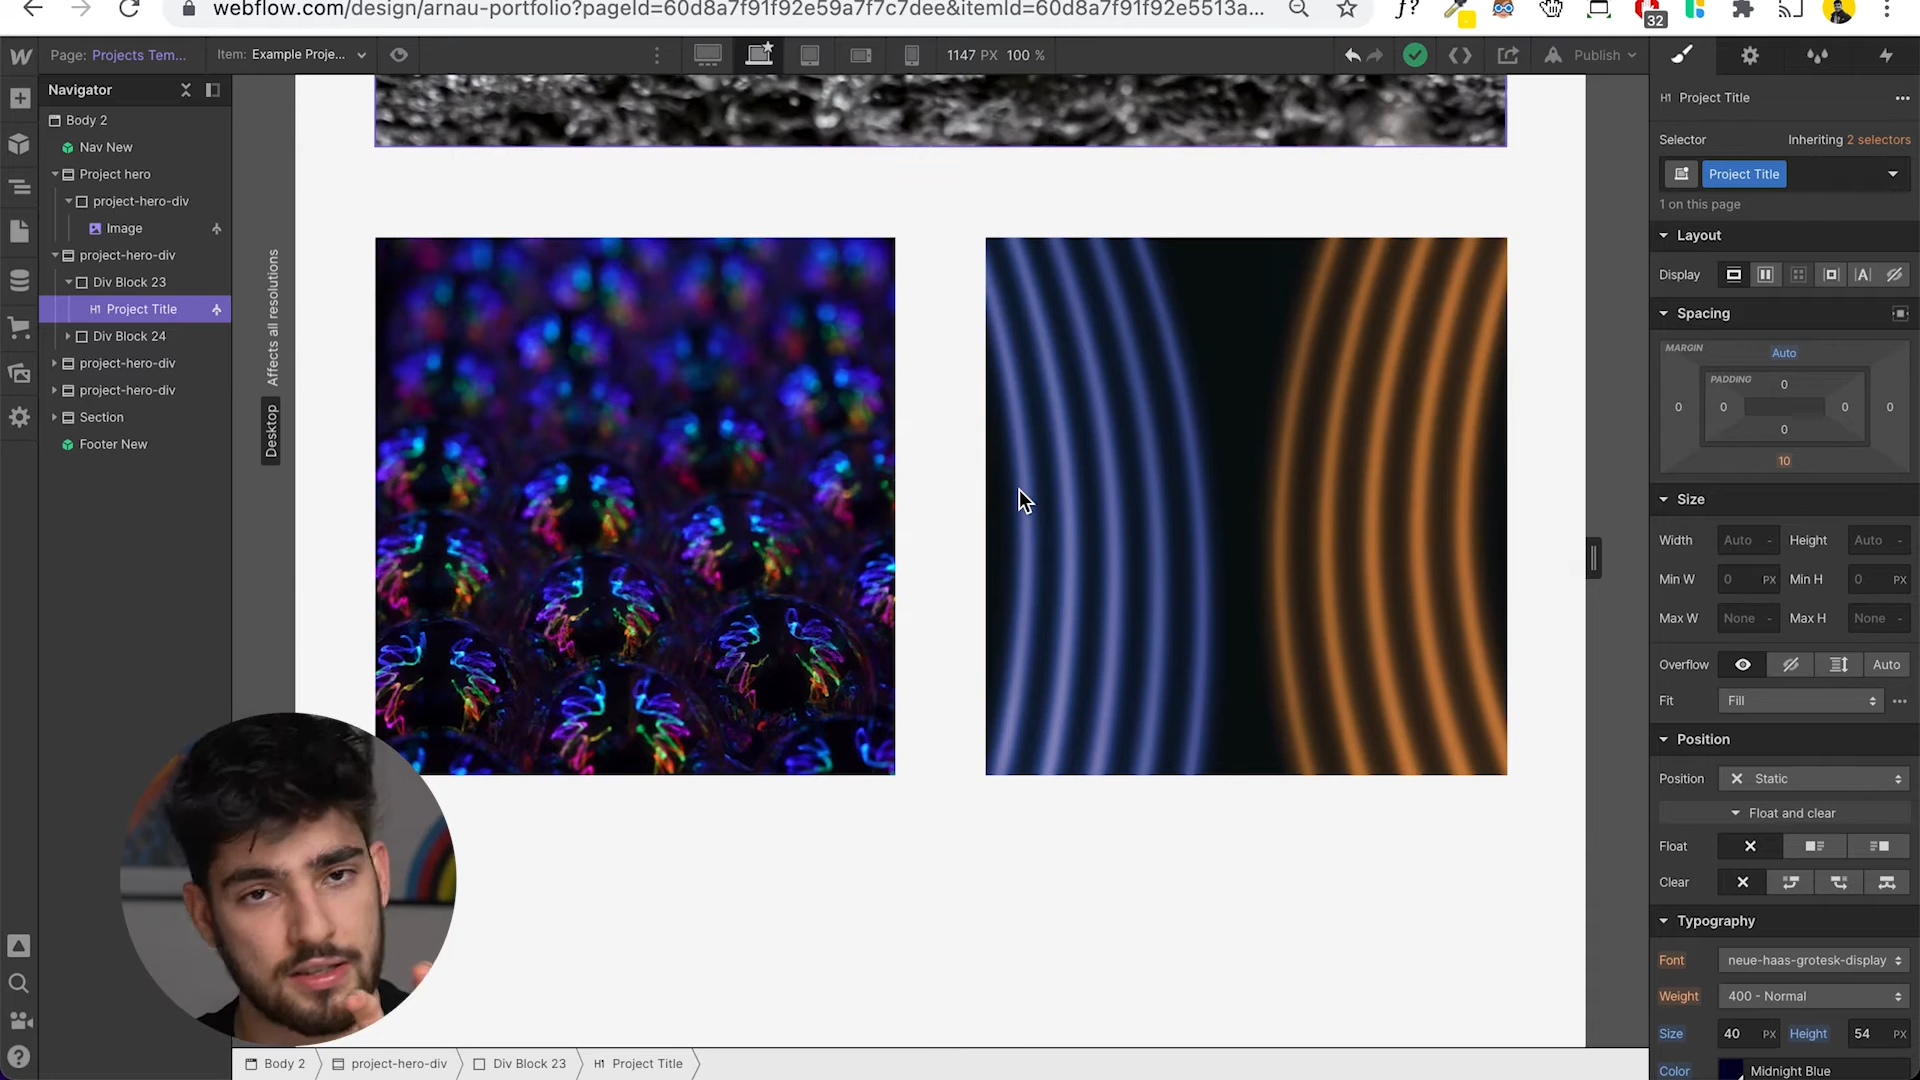 webflow.com/design/arnau-portfolio?pageId=60d8a7f91f92e59a7f7c7dee&itemId=60d8a7f91f92e5513a...
f?
32
Page: Projects Tem...
Item: Example Proje...
1147 PX 100 %
Publish
Navigator
Body 2
Nav New
Project hero
project-hero-div
Image
project-hero-div
Div Block 23
H1 Project Title
Div Block 24
project-hero-div
project-hero-div
Section
Footer New
Affects all resolutions
Desktop
H1 Project Title
Selector
Inheriting 2 selectors
Project Title
1 on this page
Layout
Display
Spacing
MARGIN
Auto
PADDING
0
0 0 0 0
0
10
Size
Width Auto - Height Auto -
Min W 0 PX Min H 0 PX
Max W None - Max H None -
Overflow Auto
Fit Fill
Position
Position Static
Float and clear
Float
Clear
Typography
Font neue-haas-grotesk-display
Weight 400 - Normal
Size 40 PX Height 54 PX
Color Midnight Blue
Body 2 project-hero-div Div Block 23 H1 Project Title